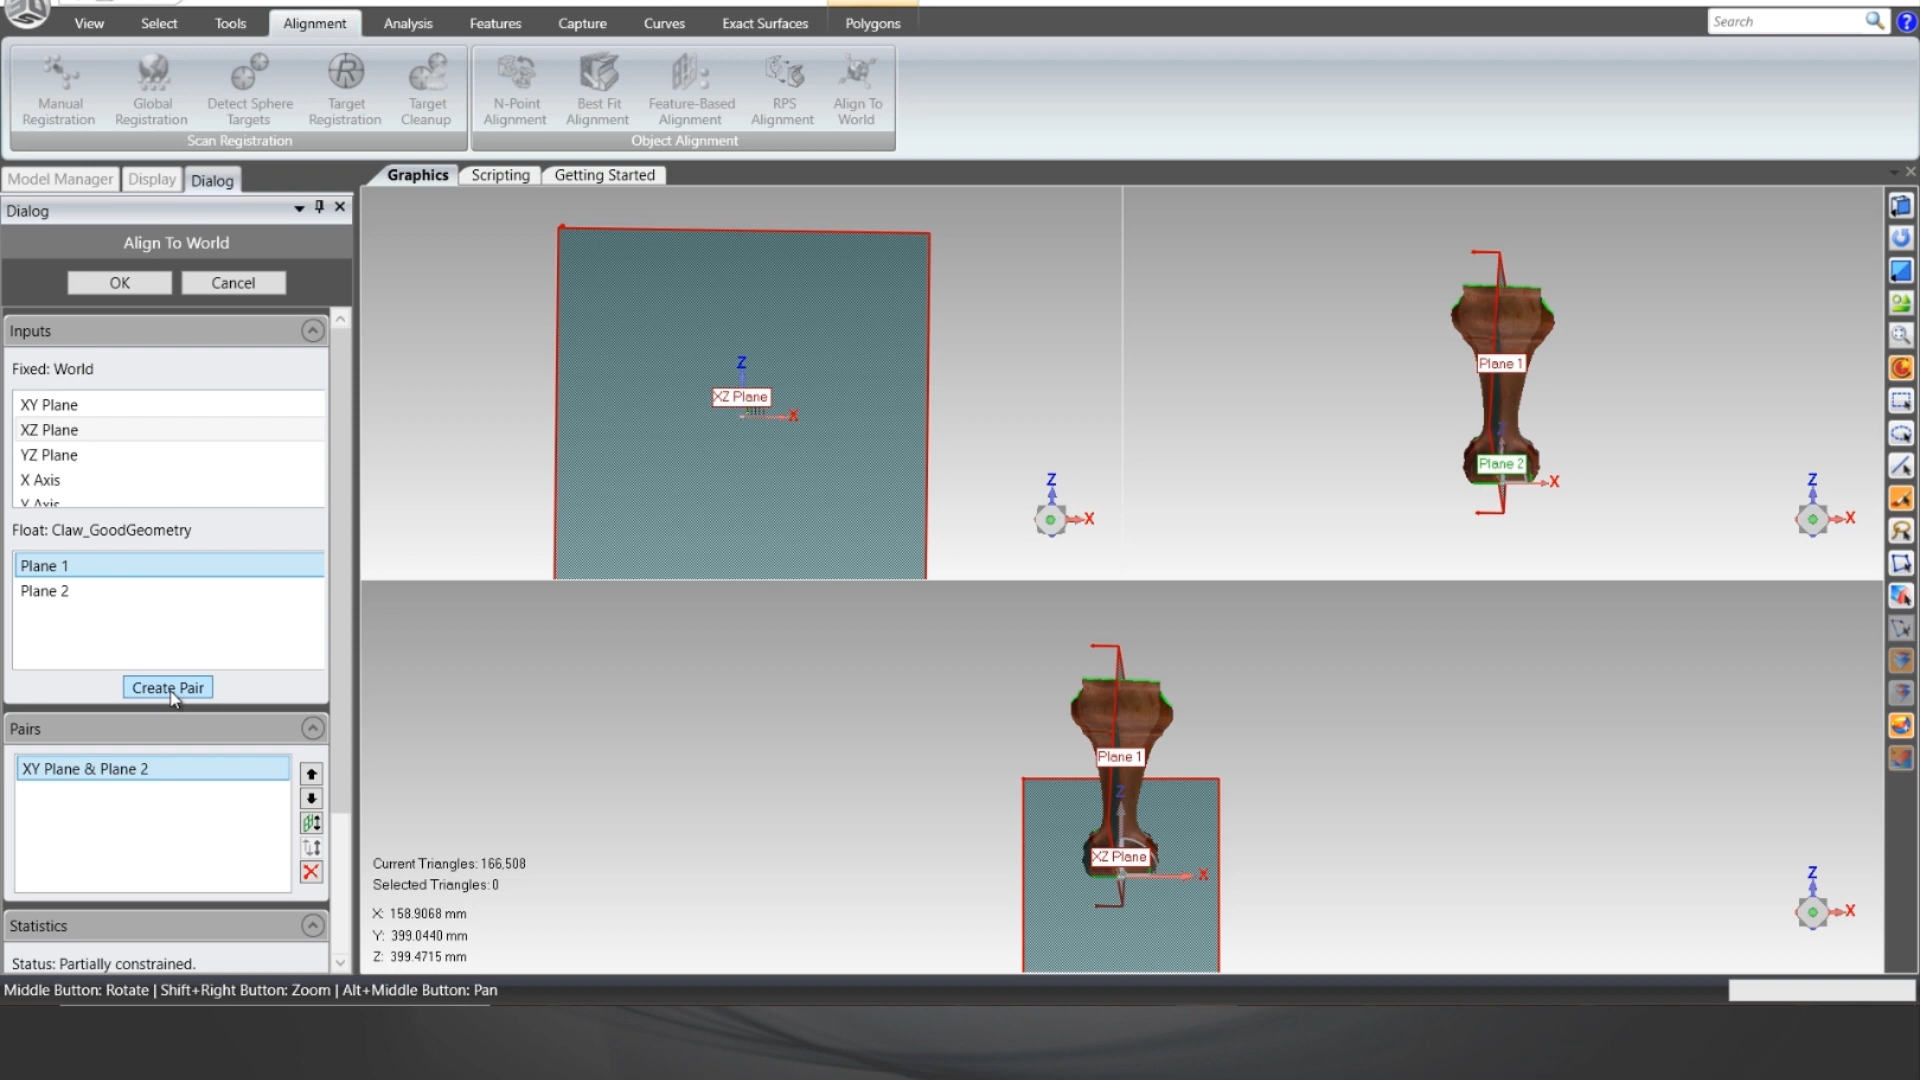 View Select Tools Alignment Analysis Features Capture Curves Exact Surfaces Polygons
Search
Manual Registration
Global Registration
Detect Sphere Targets
Target Registration
Target Cleanup
N-Point Alignment
Best Fit Alignment
Feature-Based Alignment
RPS Alignment
Align To World
Scan Registration
Object Alignment
Model Manager Display Dialog
Graphics Scripting Getting Started
Dialog
Align To World
OK Cancel
Inputs
Fixed: World
XY Plane
XZ Plane
YZ Plane
X Axis
Y Axis
Float: Claw_GoodGeometry
Plane 1
Plane 2
Create Pair
Pairs
XY Plane & Plane 2
Statistics
Status: Partially constrained.
Z
XZ Plane
X
Z
X
Plane 1
Plane 2
X
Z
X
Plane 1
Z
XZ Plane
X
Z
X
Current Triangles: 166,508
Selected Triangles: 0
X: 158.9068 mm
Y: 399.0440 mm
Z: 399.4715 mm
Middle Button: Rotate | Shift+Right Button: Zoom | Alt+Middle Button: Pan